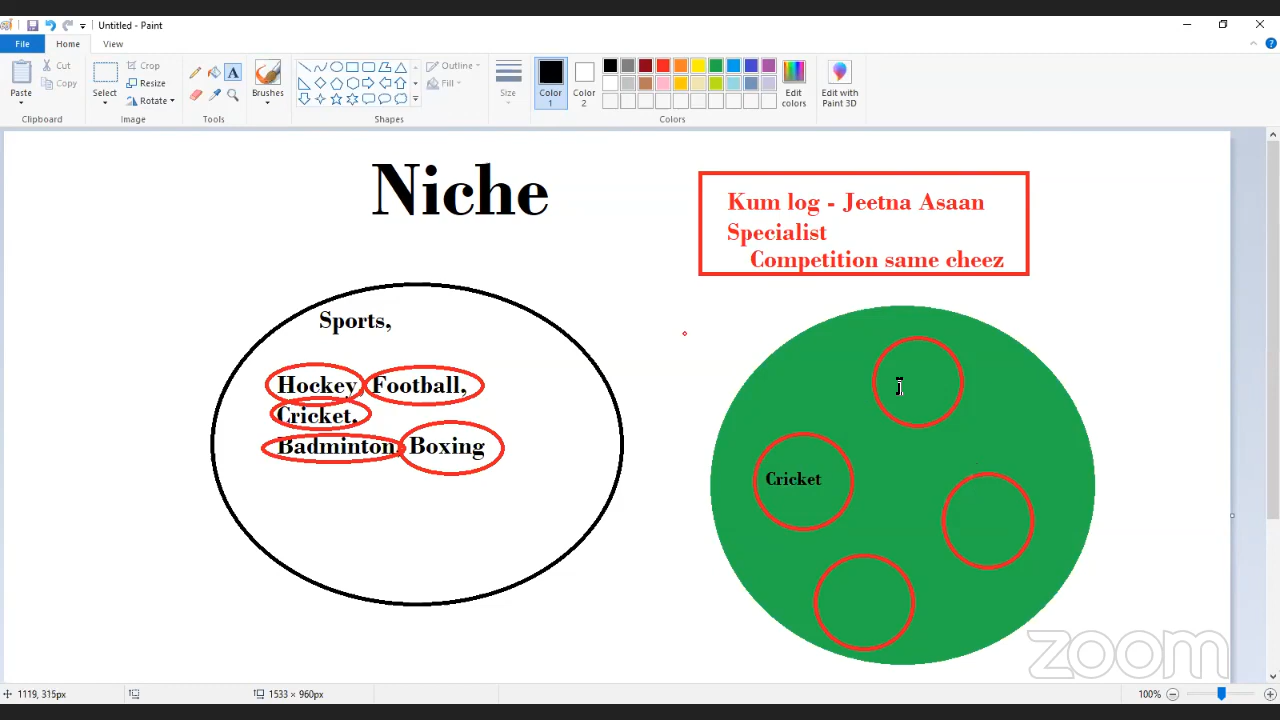 Untitled - Paint
File Home View
Paste
Cut
Copy
Clipboard
Select
Crop
Resize
Rotate
Image
Tools
Brushes
Shapes
Outline
Fill
Size
Color 1
Color 2
Colors
Edit colors
Edit with Paint 3D
Niche
Kum log - Jeetna Asaan
Specialist
Competition same cheez
Sports,
Hockey, Football,
Cricket,
Badminton, Boxing
Cricket
zoom
1119, 315px
1533 × 960px
100%